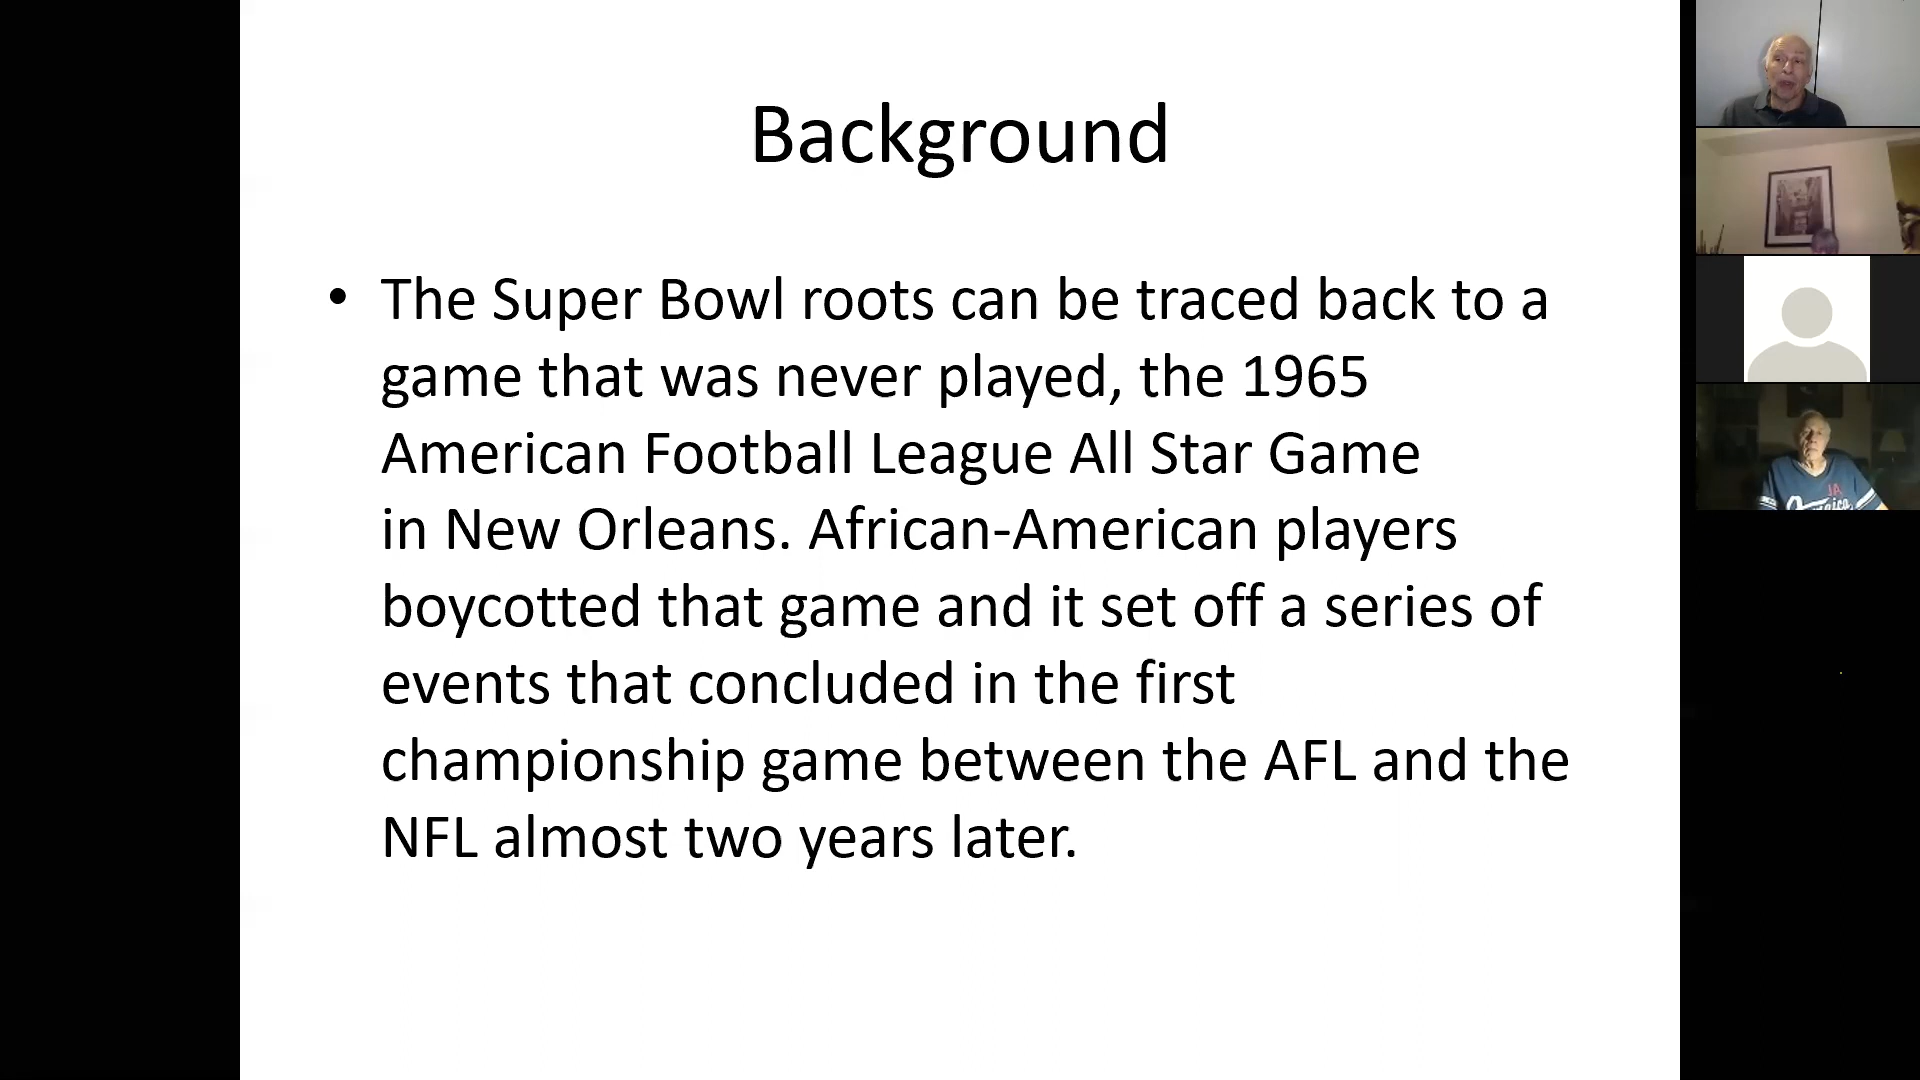 Background
• The Super Bowl roots can be traced back to a
game that was never played, the 1965
American Football League All Star Game
in New Orleans. African-American players
boycotted that game and it set off a series of
events that concluded in the first
championship game between the AFL and the
NFL almost two years later.